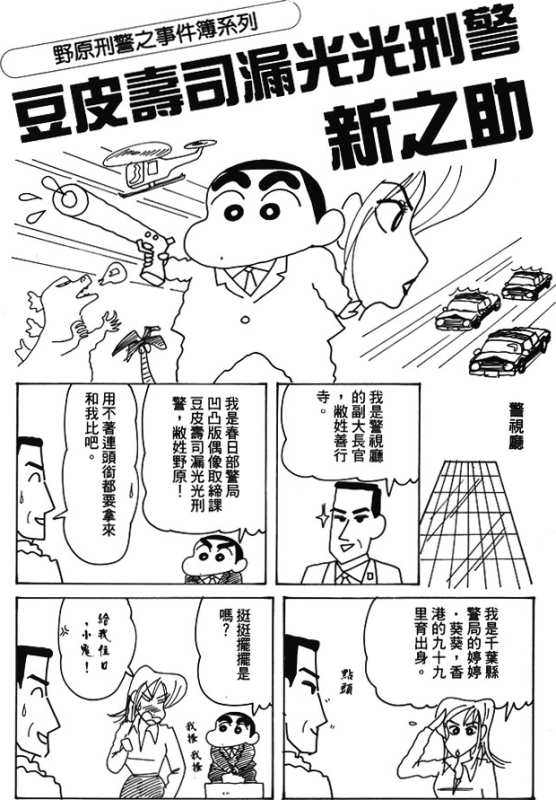 野原刑警之事件簿系列
豆皮壽司漏光光刑警
新之助
警視廳
我是警視廳
的副大長官
，敝姓善行
寺。
我是春日部警局
凹凸版偶像取締課
豆皮壽司漏光光刑
警，敝姓野原！
用不著連頭銜都要拿來
和我比吧。
我是千葉縣
警局的婷婷
·葵葵，香
港的九十九
里育出身。
點頭
挺挺擺擺是
嗎？
我搖
我搖
給我住口
，小鬼！